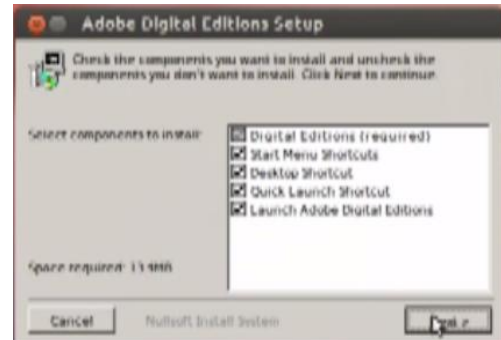 Adobe Digital Editions Setup
Check the components you want to install and uncheck the
components you don't want to install. Click Next to continue.
Select components to install:
Digital Editions (required)
Start Menu Shortcuts
Desktop Shortcut
Quick Launch Shortcut
Launch Adobe Digital Editions
Space required:
Cancel
Nullsoft Install System